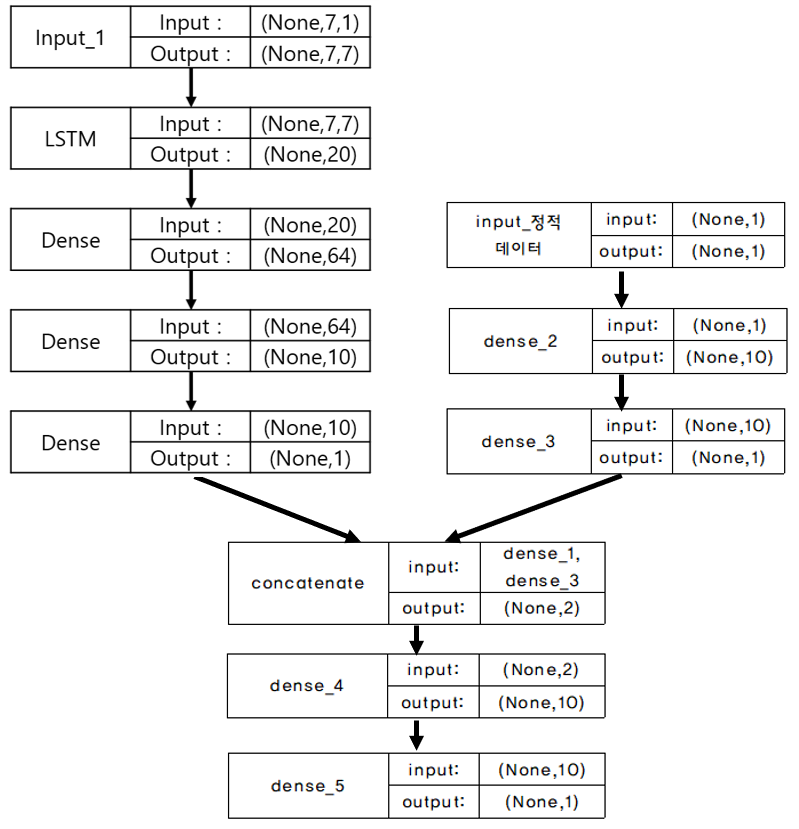 Input_1
Input :
(None,7,1)
Output :
(None,7,7)
LSTM
Input :
(None,7,7)
Output :
(None,20)
Dense
Input :
(None,20)
Output :
(None,64)
Dense
Input :
(None,64)
Output :
(None,10)
Dense
Input :
(None,10)
Output :
(None,1)
input_정적
데이터
input:
(None,1)
output:
(None,1)
dense_2
input:
(None,1)
output:
(None,10)
dense_3
input:
(None,10)
output:
(None,1)
concatenate
input:
dense_1,
dense_3
output:
(None,2)
dense_4
input:
(None,2)
output:
(None,10)
dense_5
input:
(None,10)
output:
(None,1)